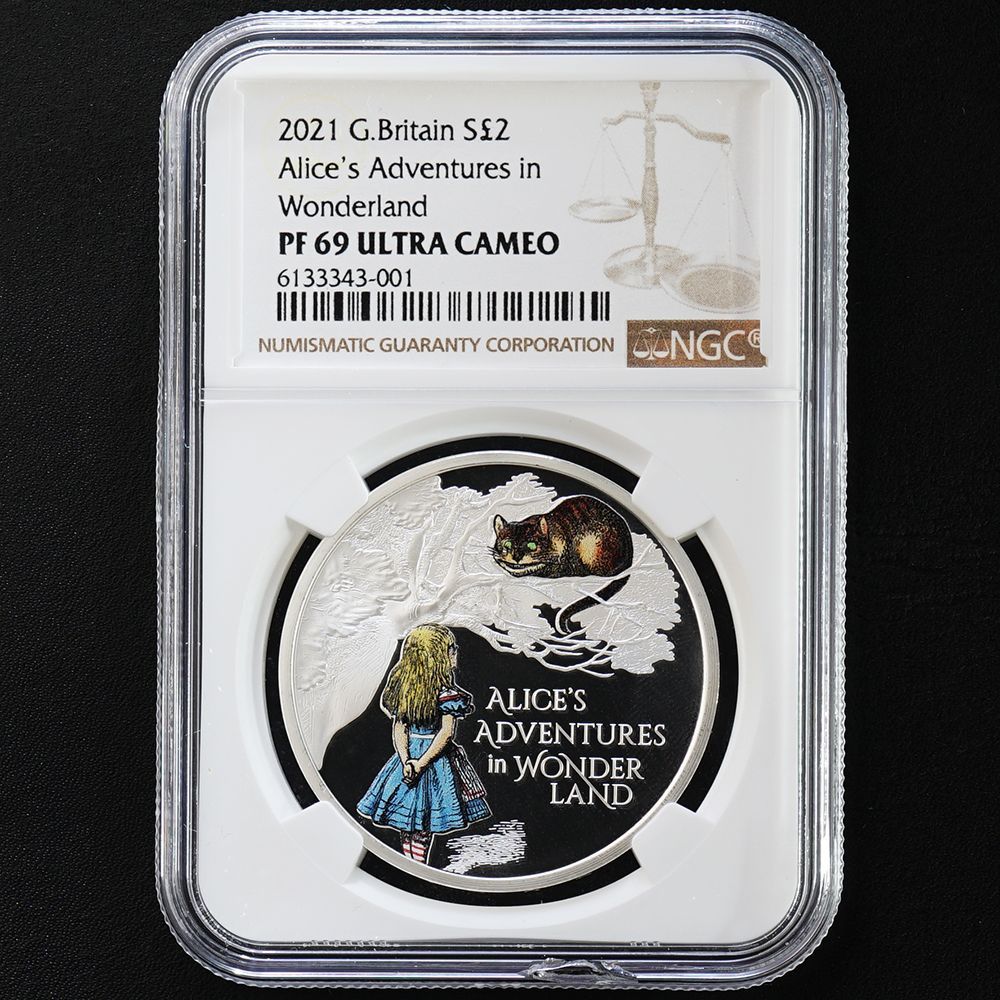 2021 G.Britain S£2
Alice's Adventures in
Wonderland
PF 69 ULTRA CAMEO
6133343-001
NUMISMATIC GUARANTY CORPORATION
NGC®
ALICE'S
ADVENTURES
in WONDER
LAND